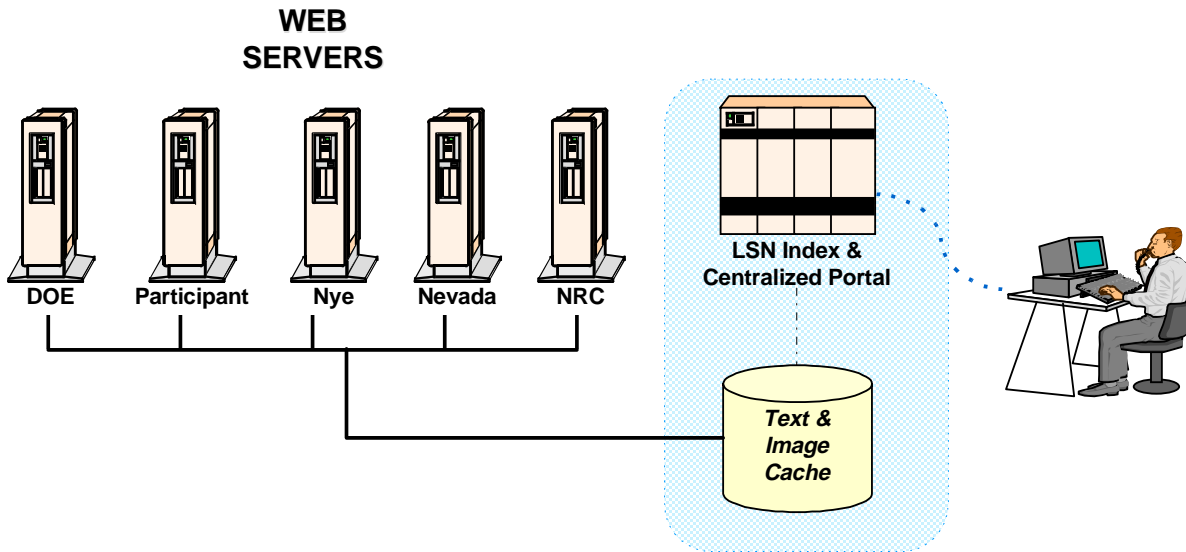 WEB
SERVERS
DOE
Participant
Nye
Nevada
NRC
LSN Index &
Centralized Portal
Text &
Image
Cache